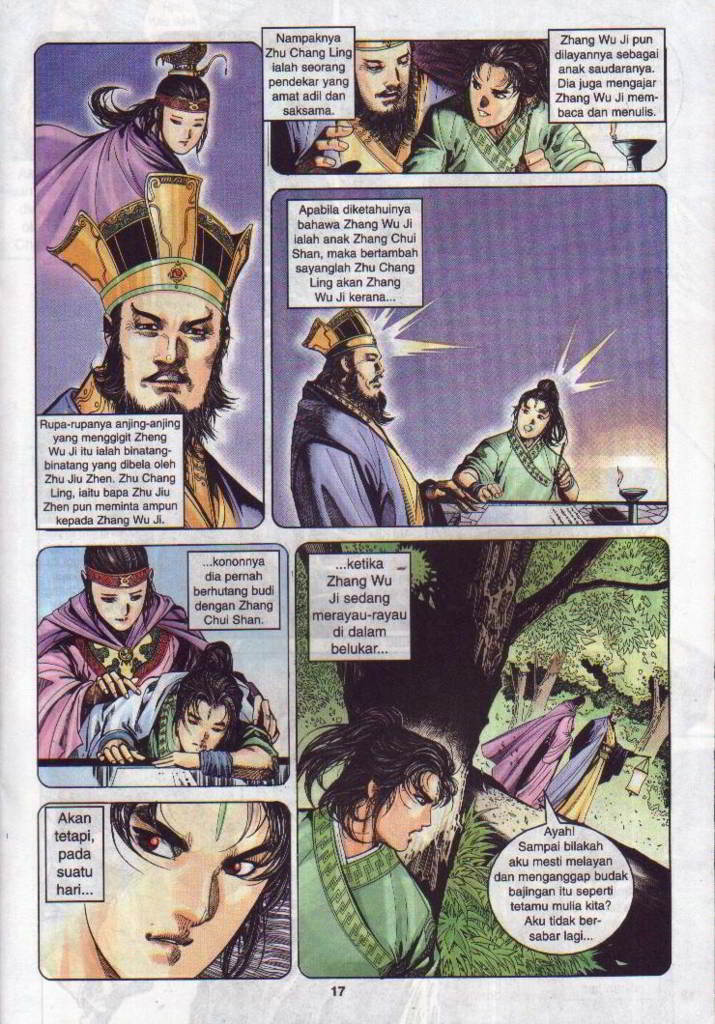 Rupa-rupanya anjing-anjing
yang menggigit Zheng
Wu Ji itu ialah binatang-
binatang yang dibela oleh
Zhu Jiu Zhen. Zhu Chang
Ling, iaitu bapa Zhu Jiu
Zhen pun meminta ampun
kepada Zhang Wu Ji.
Nampaknya
Zhu Chang Ling
ialah seorang
pendekar yang
amat adil dan
saksama.
Zhang Wu Ji pun
dilayannya sebagai
anak saudaranya.
Dia juga mengajar
Zhang Wu Ji mem-
baca dan menulis.
Apabila diketahuinya
bahawa Zhang Wu Ji
ialah anak Zhang Chui
Shan, maka bertambah
sayanglah Zhu Chang
Ling akan Zhang
Wu Ji kerana...
...kononnya
dia pernah
berhutang budi
dengan Zhang
Chui Shan.
Akan
tetapi,
pada
suatu
hari...
...ketika
Zhang Wu
Ji sedang
merayau-rayau
di dalam
belukar...
Ayah!
Sampai bilakah
aku mesti melayan
dan menganggap budak
bajingan itu seperti
tetamu mulia kita?
Aku tidak ber-
sabar lagi...
17